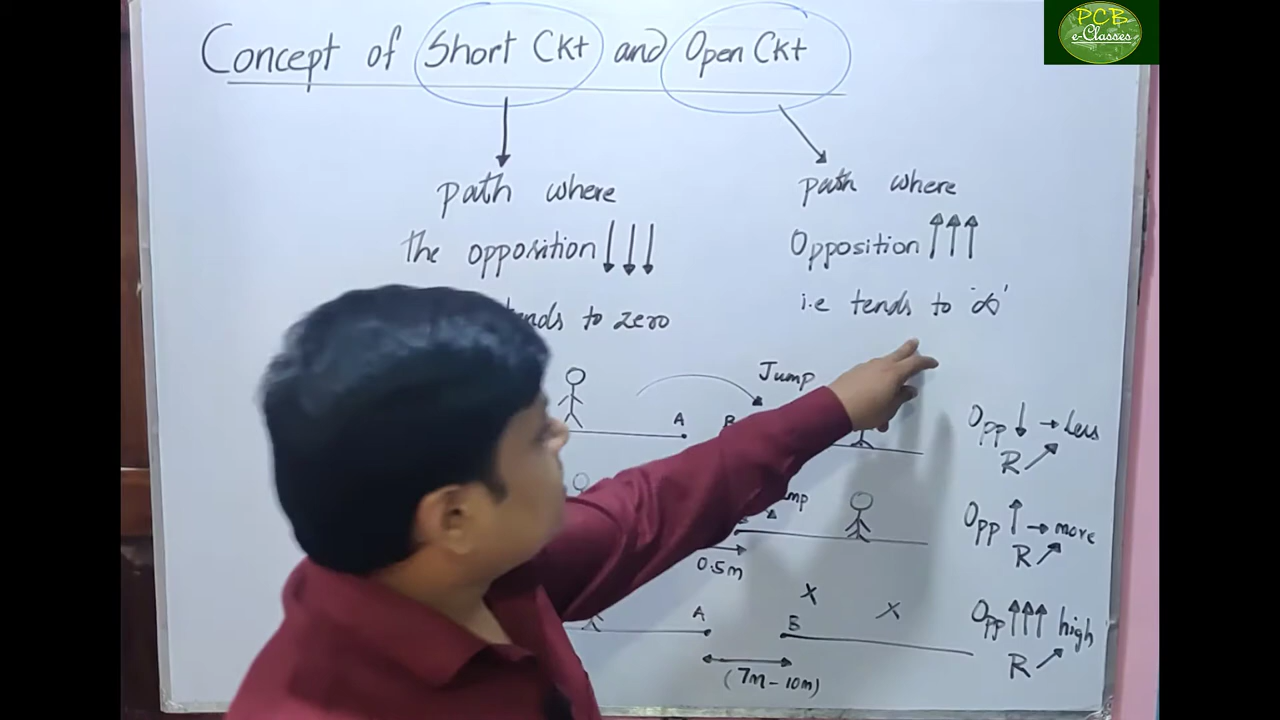 PCB
e-Classes
Concept of Short Ckt and Open Ckt
path where
the opposition ↓↓↓
tends to zero
path where
Opposition ↑↑↑
i.e tends to '∞'
Jump
A B
Opp ↓ → Less
R
0.5m
Opp ↑ → more
R
A B
X X
(7m - 10m)
Opp ↑↑↑ high
R